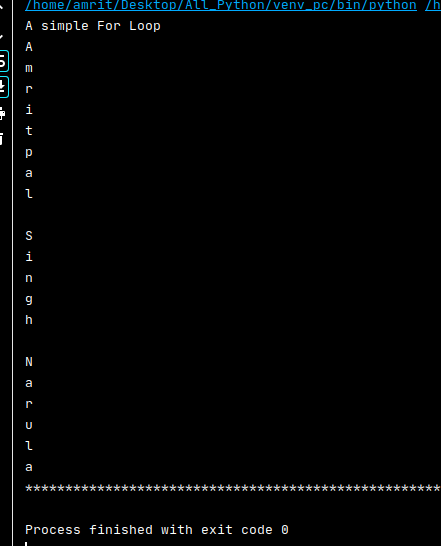 /home/amrit/Desktop/All_Python/venv_pc/bin/python /h
A simple For Loop
A
m
r
i
t
p
a
l

S
i
n
g
h

N
a
r
u
l
a
****************************************************
Process finished with exit code 0